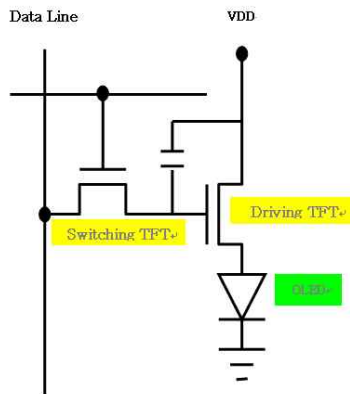 Data Line
VDD
Driving TFT
Switching TFT
OLED